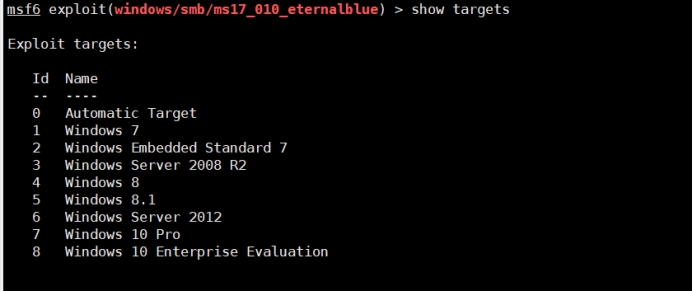 msf6 exploit(windows/smb/ms17_010_eternalblue) > show targets
Exploit targets:
Id Name
-- ----
0 Automatic Target
1 Windows 7
2 Windows Embedded Standard 7
3 Windows Server 2008 R2
4 Windows 8
5 Windows 8.1
6 Windows Server 2012
7 Windows 10 Pro
8 Windows 10 Enterprise Evaluation